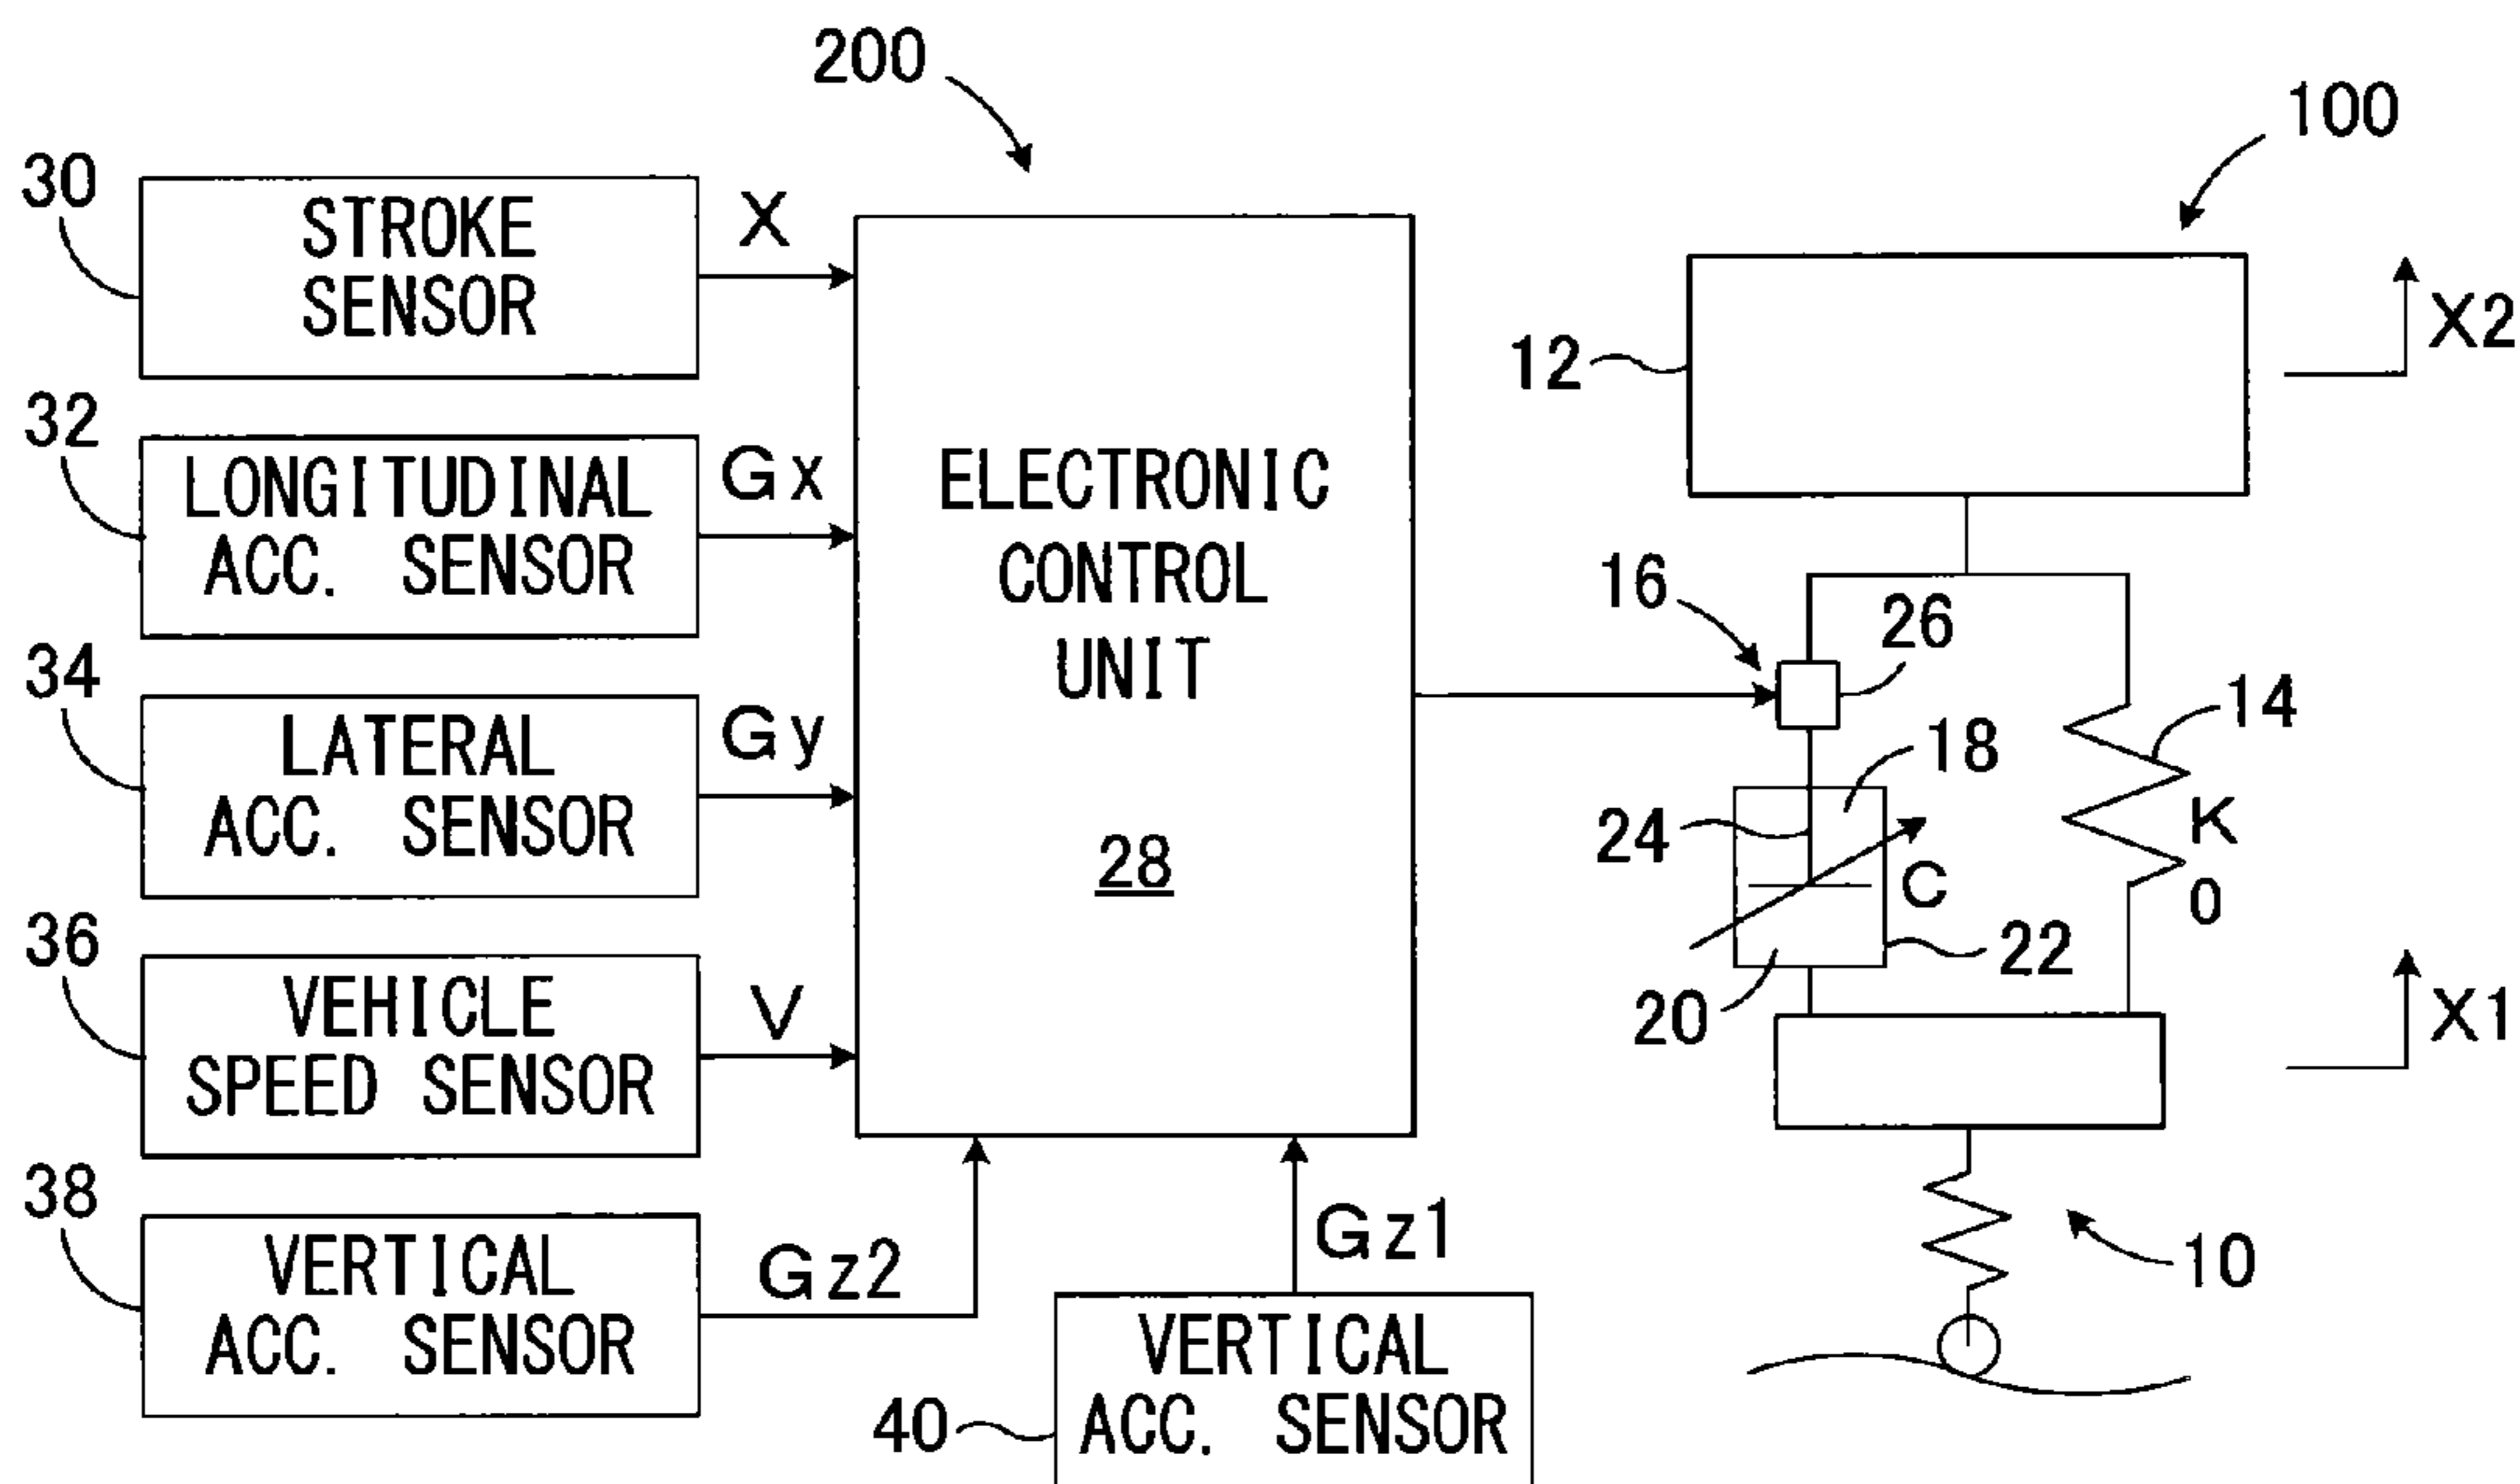 200
100
30
STROKE
SENSOR
X
X2
12
32
LONGITUDINAL
ACC. SENSOR
Gx
ELECTRONIC
CONTROL
UNIT
28
16
26
34
LATERAL
ACC. SENSOR
Gy
14
18
24
K
0
C
36
VEHICLE
SPEED SENSOR
V
22
20
X1
38
VERTICAL
ACC. SENSOR
Gz2
Gz1
10
40
VERTICAL
ACC. SENSOR